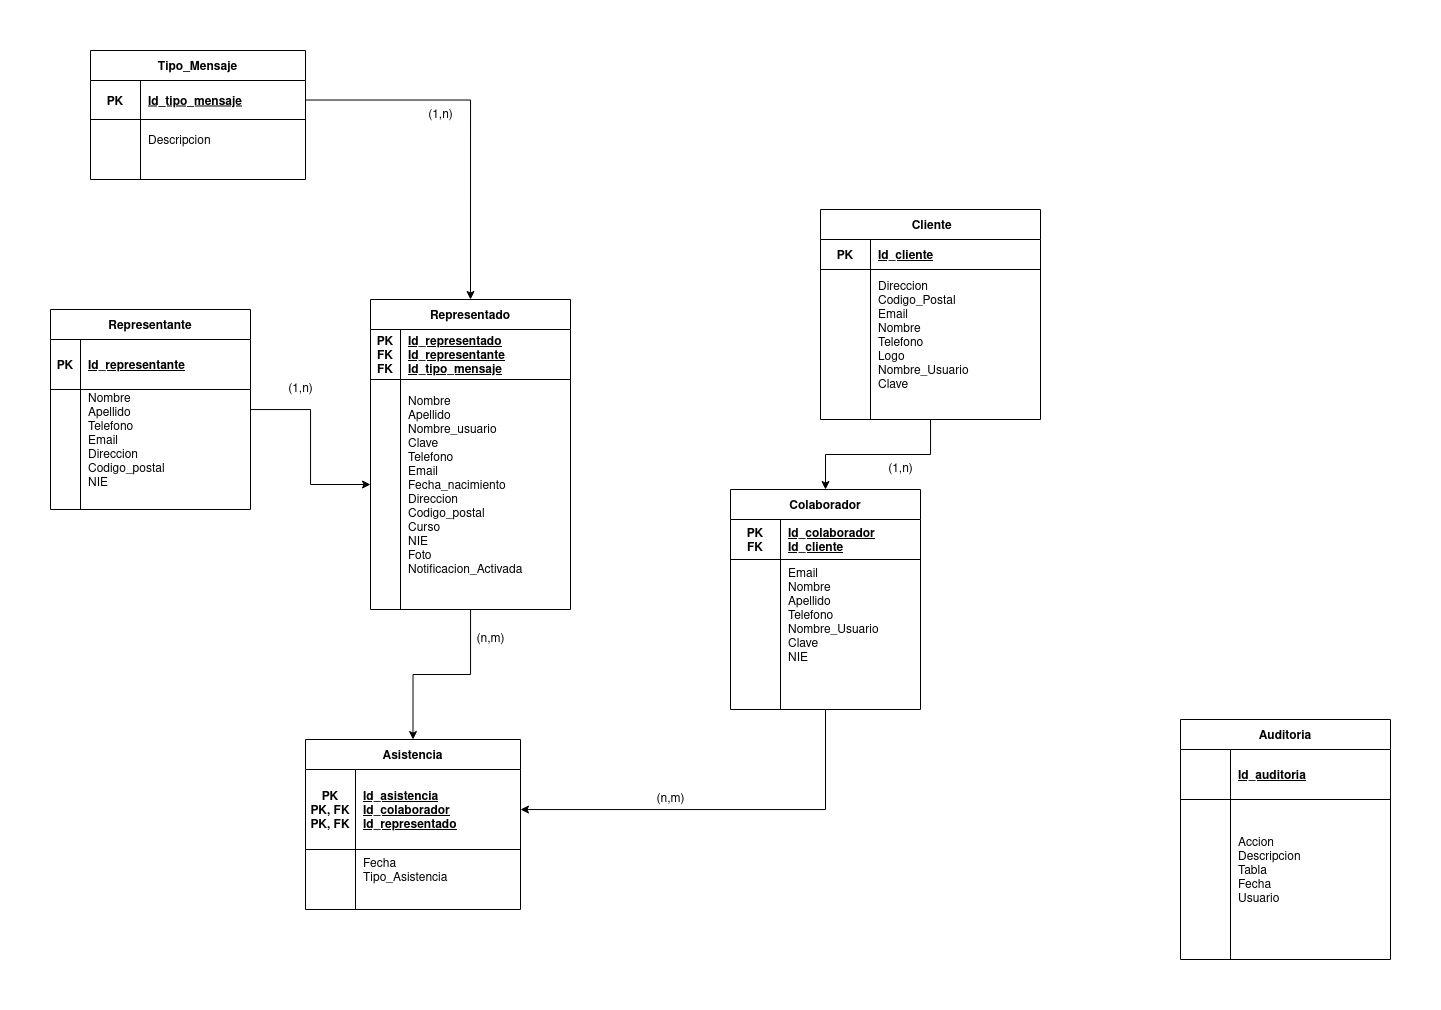 Tipo_Mensaje
PK Id_tipo_mensaje
Descripcion
(1,n)
Representante
PK Id_representante
Nombre
Apellido
Telefono
Email
Direccion
Codigo_postal
NIE
(1,n)
Representado
PK Id_representado
FK Id_representante
FK Id_tipo_mensaje
Nombre
Apellido
Nombre_usuario
Clave
Telefono
Email
Fecha_nacimiento
Direccion
Codigo_postal
Curso
NIE
Foto
Notificacion_Activada
(n,m)
Cliente
PK Id_cliente
Direccion
Codigo_Postal
Email
Nombre
Telefono
Logo
Nombre_Usuario
Clave
(1,n)
Colaborador
PK Id_colaborador
FK Id_cliente
Email
Nombre
Apellido
Telefono
Nombre_Usuario
Clave
NIE
(n,m)
Asistencia
PK Id_asistencia
PK, FK Id_colaborador
PK, FK Id_representado
Fecha
Tipo_Asistencia
Auditoria
Id_auditoria
Accion
Descripcion
Tabla
Fecha
Usuario